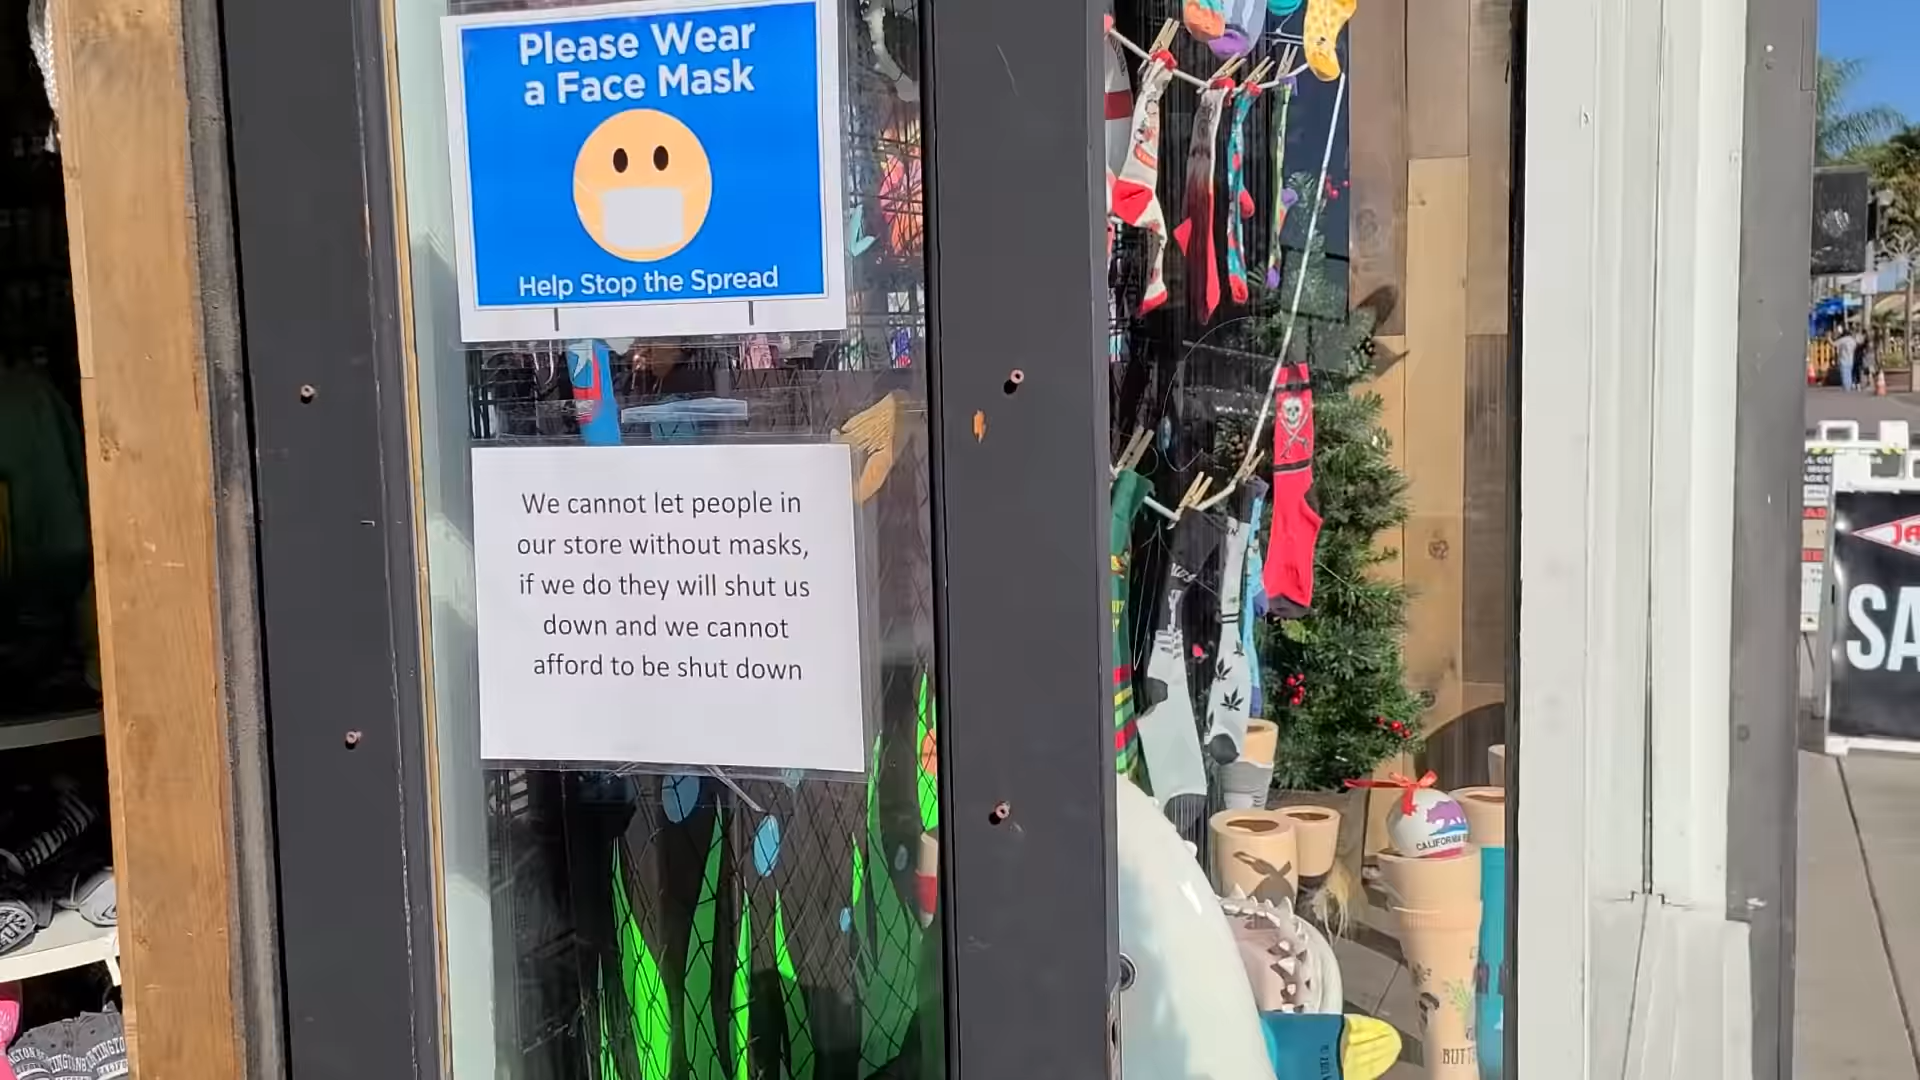 Please Wear
a Face Mask
Help Stop the Spread
We cannot let people in
our store without masks,
if we do they will shut us
down and we cannot
afford to be shut down
CALIFORNIA
SA